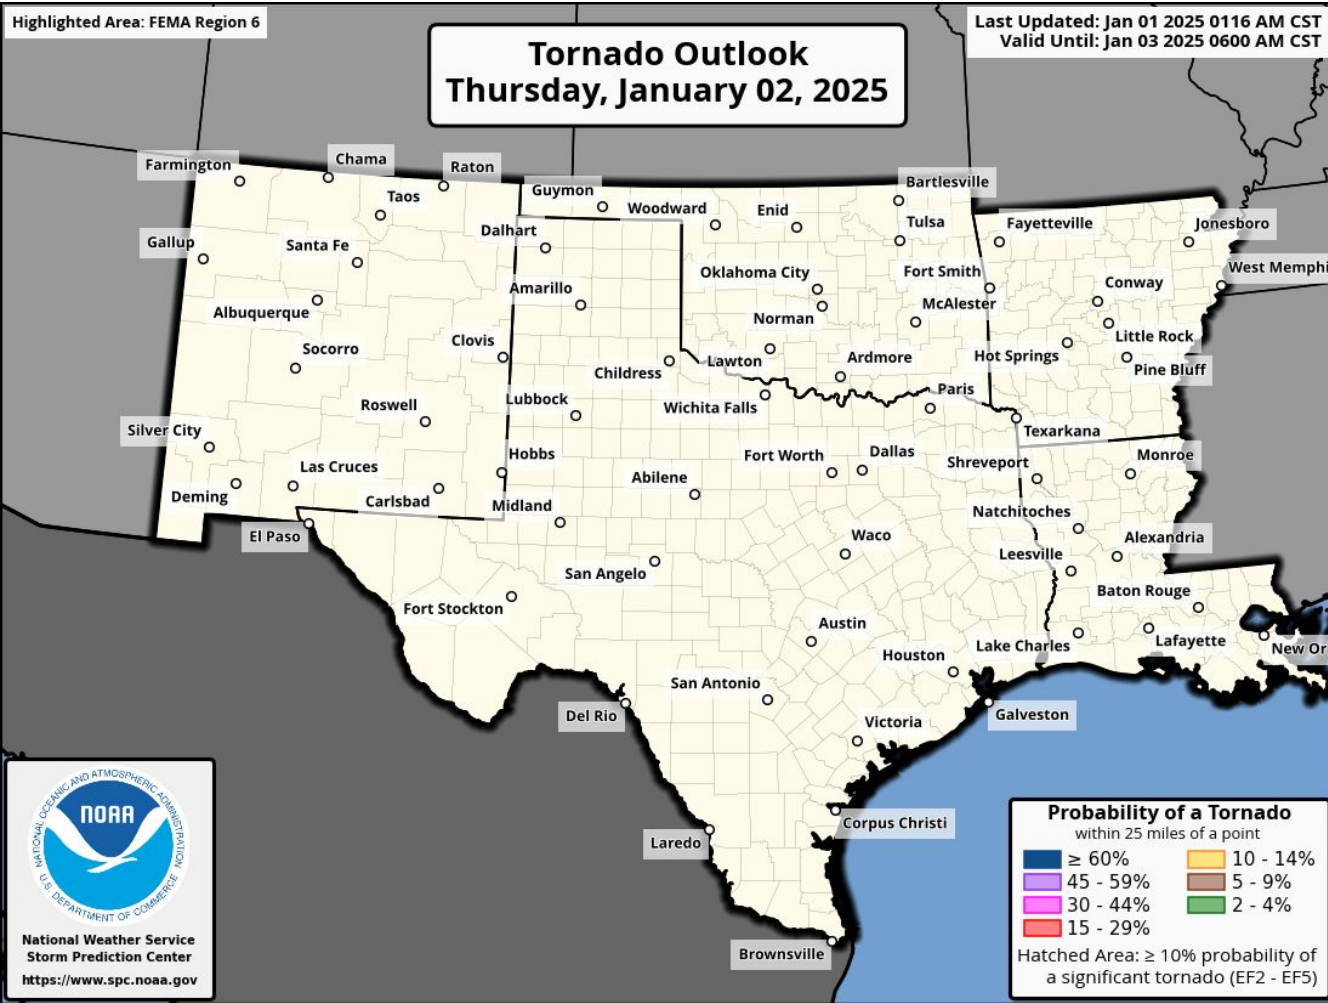 Highlighted Area: FEMA Region 6
Last Updated: Jan 01 2025 0116 AM CST
Valid Until: Jan 03 2025 0600 AM CST
Tornado Outlook
Thursday, January 02, 2025
Farmington
Chama
Raton
Taos
Guymon
Woodward
Enid
Bartlesville
Tulsa
Fayetteville
Jonesboro
Gallup
Santa Fe
Dalhart
Oklahoma City
Fort Smith
West Memphi
Amarillo
Conway
Albuquerque
Norman
McAlester
Socorro
Clovis
Little Rock
Childress
Lawton
Ardmore
Hot Springs
Pine Bluff
Roswell
Lubbock
Wichita Falls
Paris
Silver City
Texarkana
Las Cruces
Hobbs
Fort Worth
Dallas
Shreveport
Monroe
Deming
Carlsbad
Abilene
Midland
Natchitoches
El Paso
Waco
Leesville
Alexandria
San Angelo
Fort Stockton
Baton Rouge
Austin
Lake Charles
Lafayette
New Or
Houston
San Antonio
Del Rio
Victoria
Galveston
Laredo
Corpus Christi
Brownsville
NATIONAL OCEANIC AND ATMOSPHERIC ADMINISTRATION
NOAA
U.S. DEPARTMENT OF COMMERCE
National Weather Service
Storm Prediction Center
https://www.spc.noaa.gov
Probability of a Tornado
within 25 miles of a point
≥ 60%
45 - 59%
30 - 44%
15 - 29%
10 - 14%
5 - 9%
2 - 4%
Hatched Area: ≥ 10% probability of
a significant tornado (EF2 - EF5)